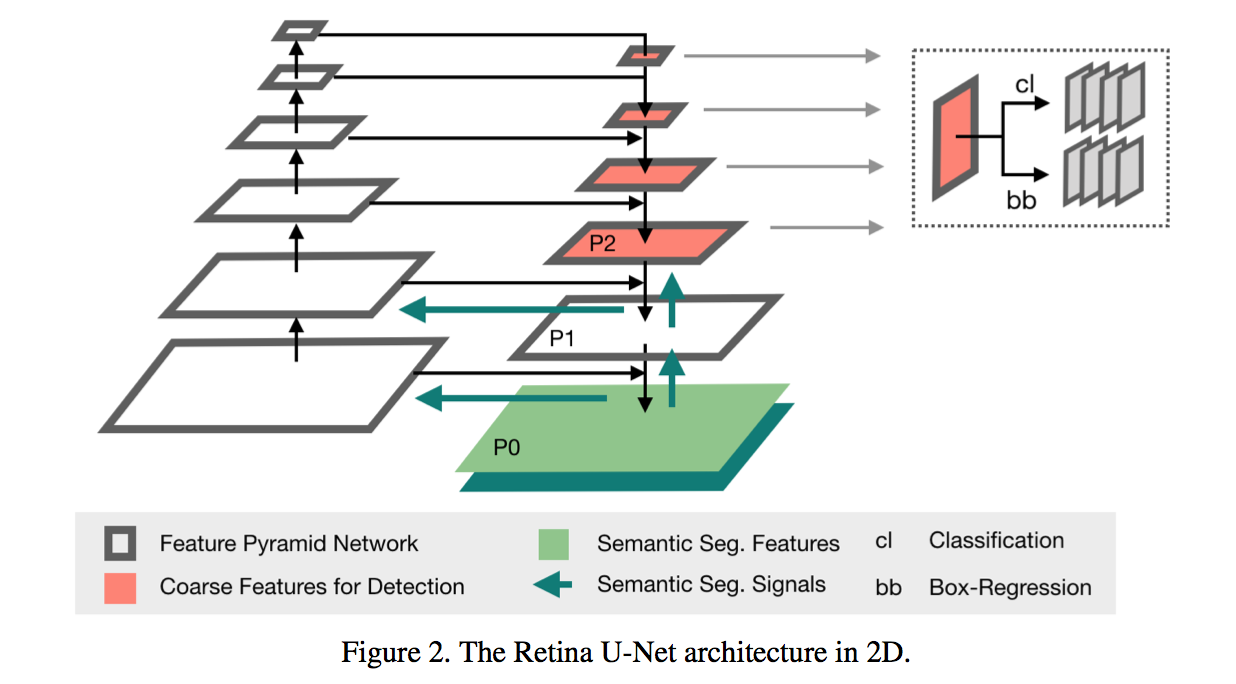 cl
bb
P2
P1
P0
Feature Pyramid Network
Semantic Seg. Features
cl
Classification
Coarse Features for Detection
Semantic Seg. Signals
bb
Box-Regression
Figure 2. The Retina U-Net architecture in 2D.